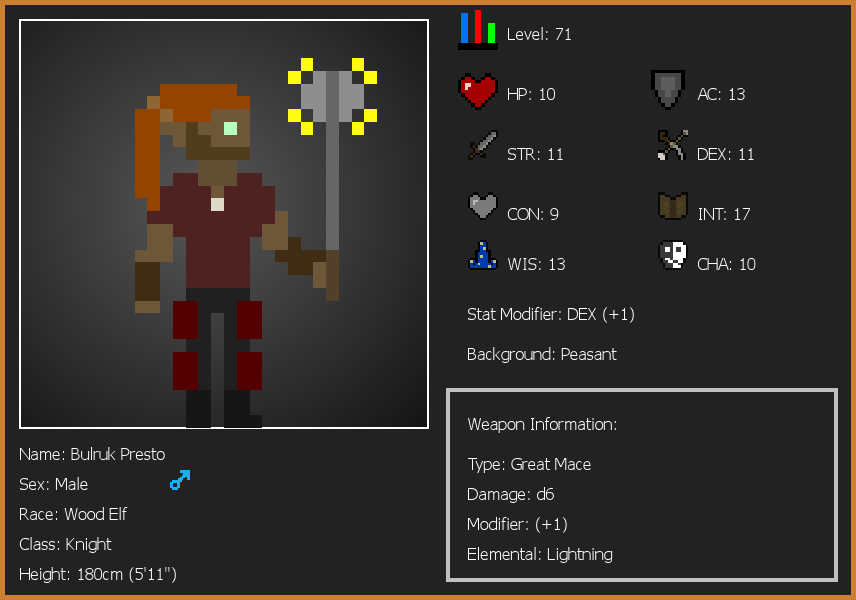 Level: 71
HP: 10
AC: 13
STR: 11
DEX: 11
CON: 9
INT: 17
WIS: 13
CHA: 10
Stat Modifier: DEX (+1)
Background: Peasant
Weapon Information:
Type: Great Mace
Damage: d6
Modifier: (+1)
Elemental: Lightning
Name: Bulruk Presto
Sex: Male
Race: Wood Elf
Class: Knight
Height: 180cm (5'11")